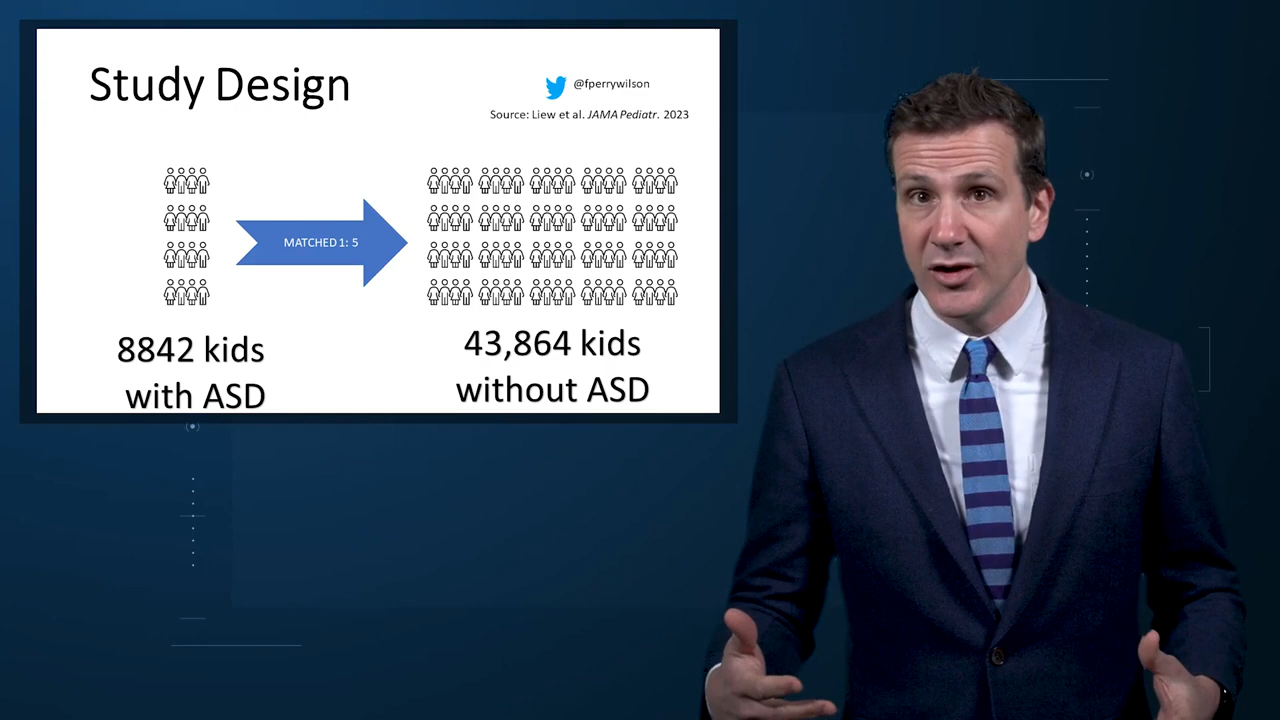 Study Design
@fperrywilson
Source: Liew et al. JAMA Pediatr. 2023
MATCHED 1: 5
8842 kids
with ASD
43,864 kids
without ASD